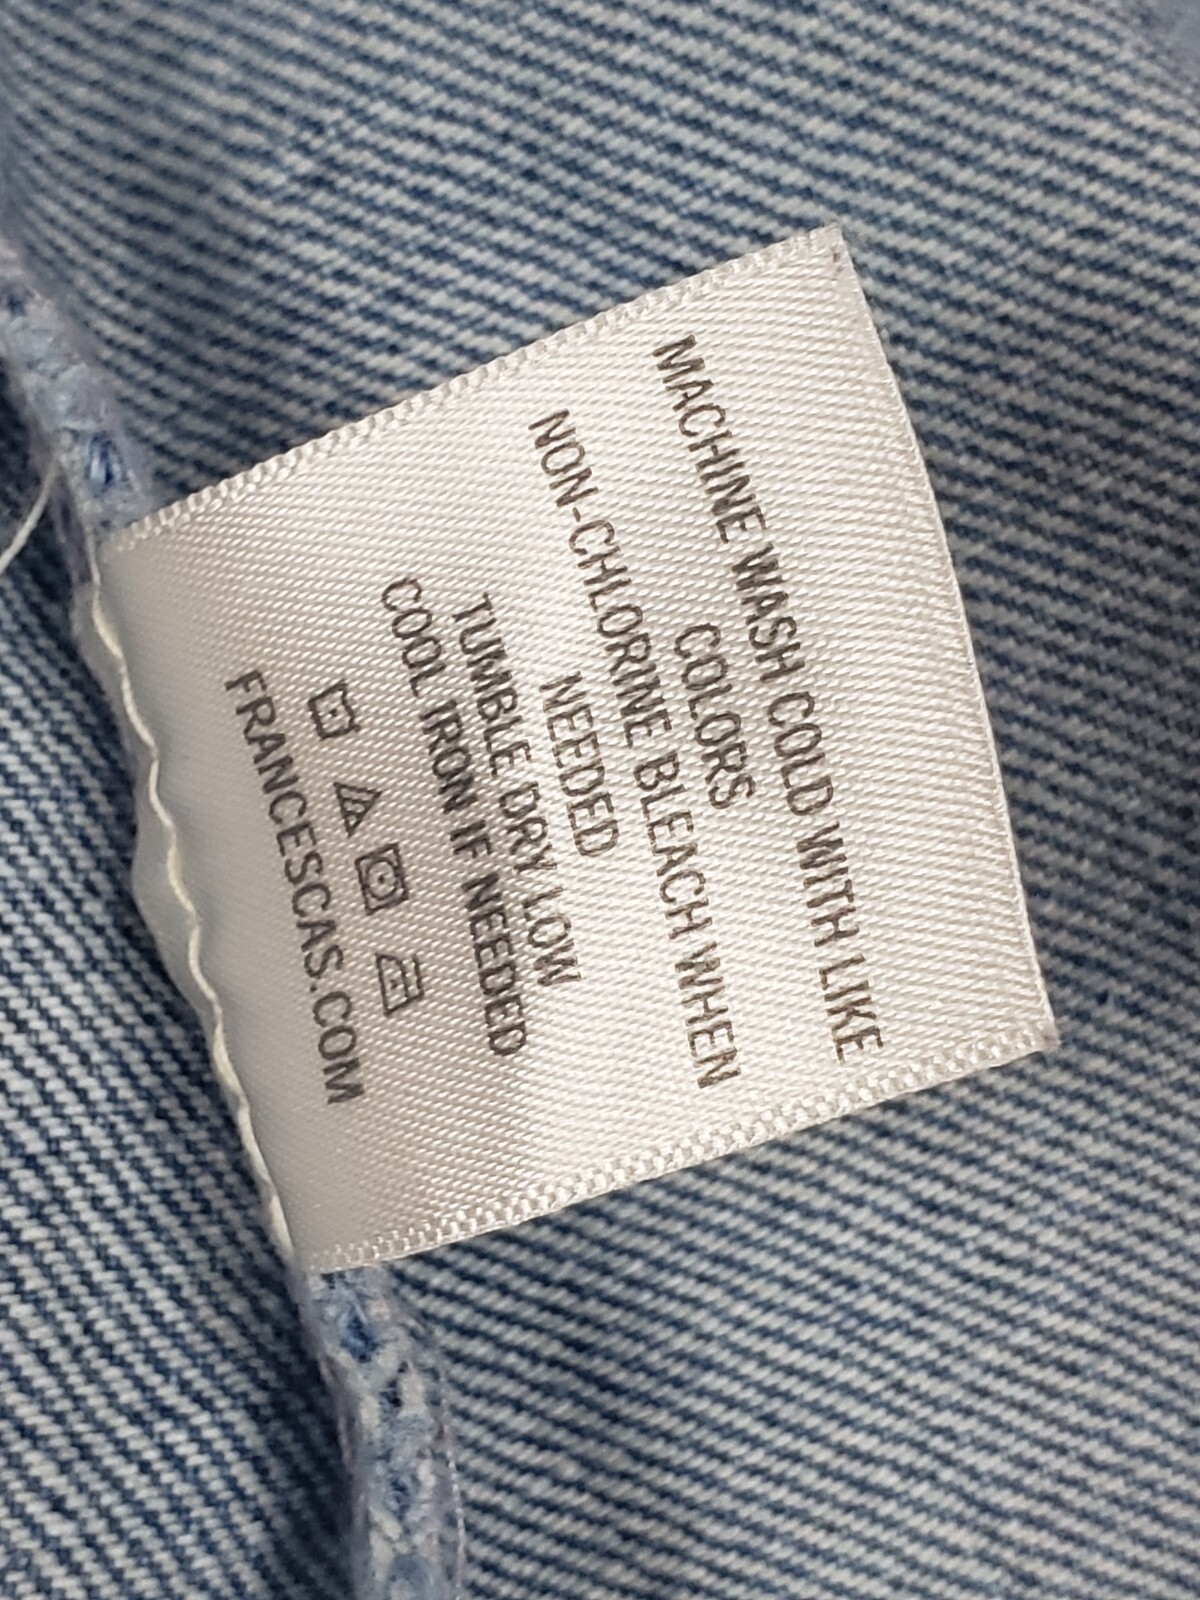 MACHINE WASH COLD WITH LIKE
COLORS
NON-CHLORINE BLEACH WHEN
NEEDED
TUMBLE DRY LOW
COOL IRON IF NEEDED
FRANCESCAS.COM